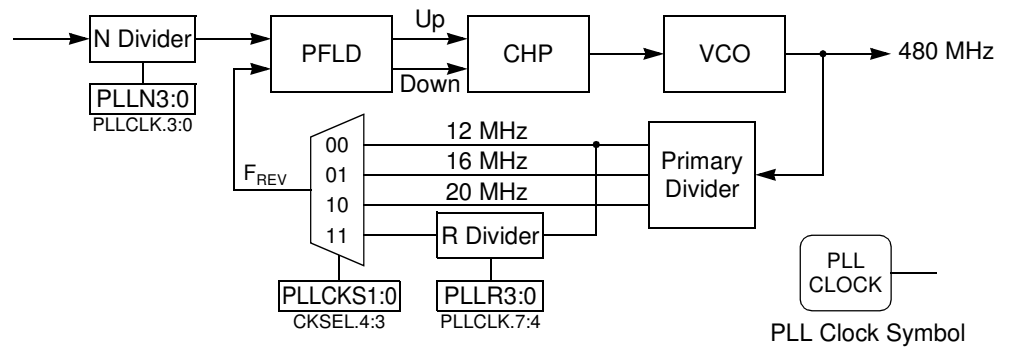 Up
N Divider
PFLD
CHP
VCO
480 MHz
Down
PLLN3:0
PLLCLK.3:0
12 MHz
00
16 MHz
Primary
Divider
01
FREV
20 MHz
10
11
R Divider
PLL
CLOCK
PLLCKS1:0
PLLR3:0
CKSEL.4:3
PLLCLK.7:4
PLL Clock Symbol